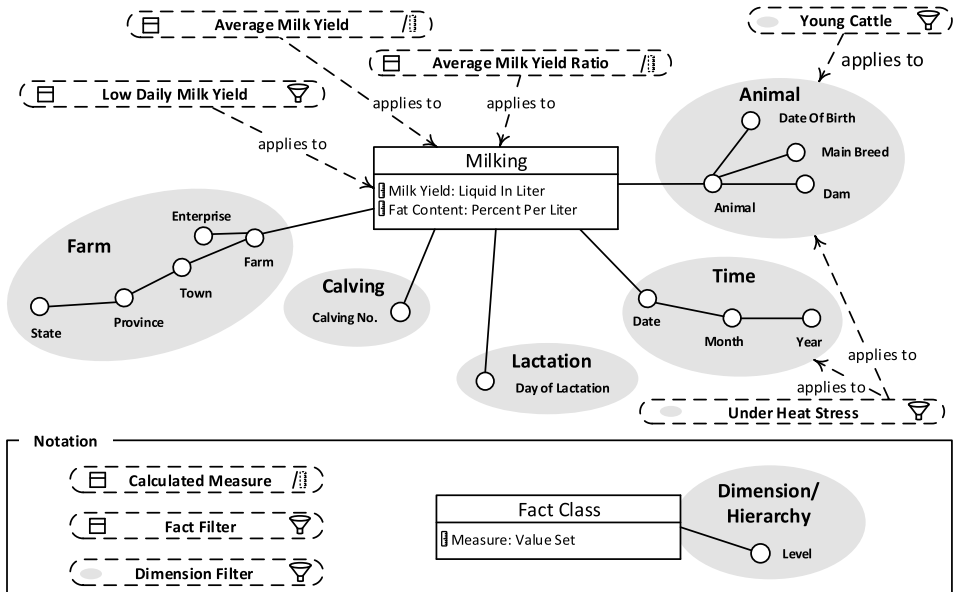 Average Milk Yield
Young Cattle
Average Milk Yield Ratio
applies to
Low Daily Milk Yield
applies to
applies to
applies to
Animal
Date Of Birth
Main Breed
Dam
Animal
Milking
Milk Yield: Liquid In Liter
Fat Content: Percent Per Liter
Enterprise
Farm
Farm
Town
Province
State
Calving
Calving No.
Time
Date
Month
Year
Lactation
Day of Lactation
applies to
applies to
Under Heat Stress
Notation
Calculated Measure
Fact Filter
Dimension Filter
Fact Class
Measure: Value Set
Dimension/
Hierarchy
Level